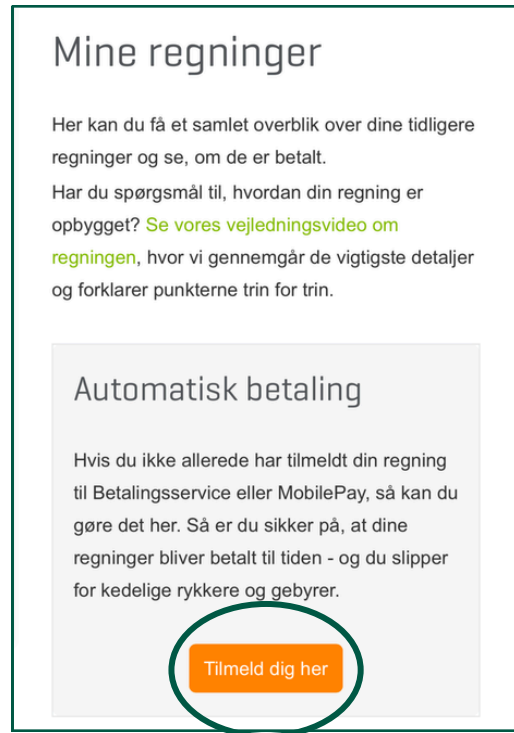 Mine regninger
Her kan du få et samlet overblik over dine tidligere
regninger og se, om de er betalt.
Har du spørgsmål til, hvordan din regning er
opbygget? Se vores vejledningsvideo om
regningen, hvor vi gennemgår de vigtigste detaljer
og forklarer punkterne trin for trin.
Automatisk betaling
Hvis du ikke allerede har tilmeldt din regning
til Betalingsservice eller MobilePay, så kan du
gøre det her. Så er du sikker på, at dine
regninger bliver betalt til tiden - og du slipper
for kedelige rykkere og gebyrer.
Tilmeld dig her